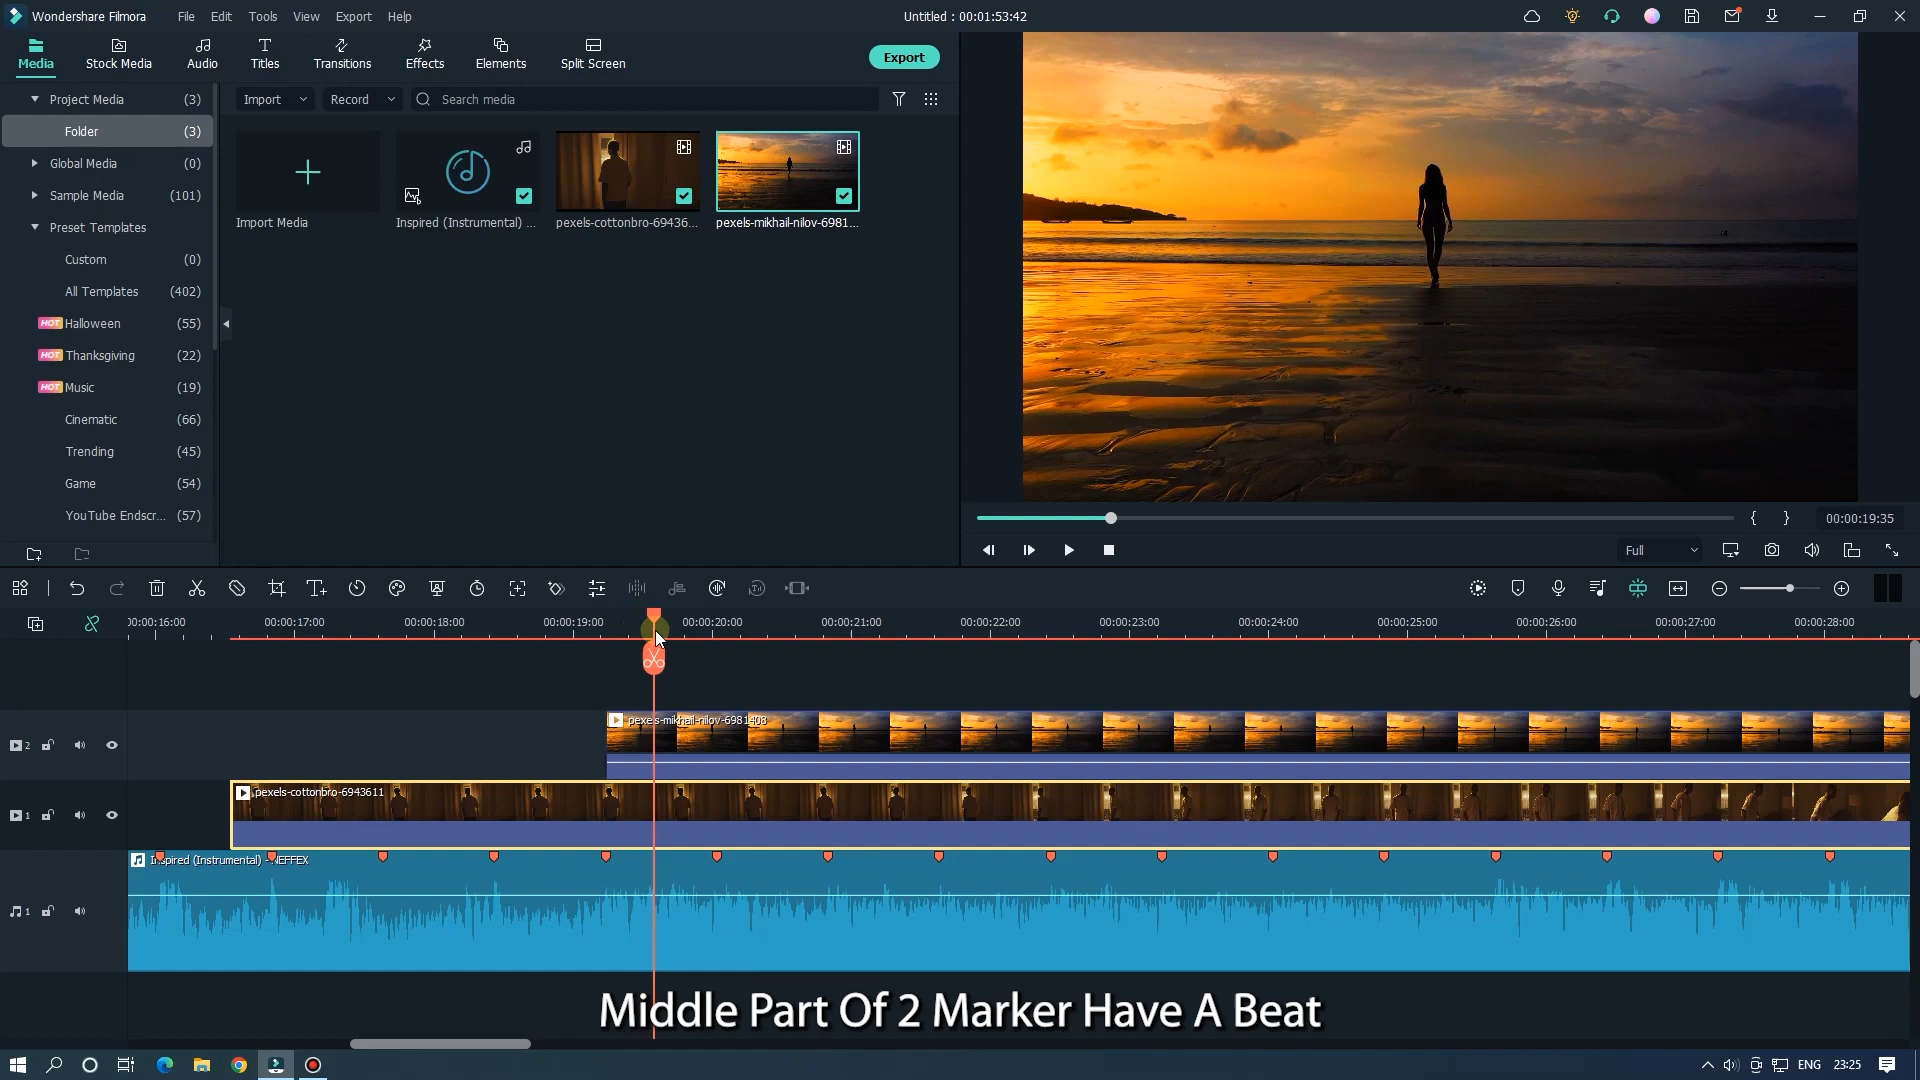 Wondershare Filmora File Edit Tools View Export Help Untitled : 00:01:53:42
Media Stock Media Audio Titles Transitions Effects Elements Split Screen Export
Project Media (3) Import Record Search media
Folder (3)
Global Media (0)
Sample Media (101)
Import Media Inspired (Instrumental) ... pexels-cottonbro-69436... pexels-mikhail-nilov-6981...
Preset Templates
Custom (0)
All Templates (402)
HOT Halloween (55)
HOT Thanksgiving (22)
HOT Music (19)
Cinematic (66)
Trending (45)
Game (54)
YouTube Endscr... (57)
{ } 00:00:19:35
Full
00:00:16:00 00:00:17:00 00:00:18:00 00:00:19:00 00:00:20:00 00:00:21:00 00:00:22:00 00:00:23:00 00:00:24:00 00:00:25:00 00:00:26:00 00:00:27:00 00:00:28:00
pexels-mikhail-nilov-6981408
2
pexels-cottonbro-6943611
1
Inspired (Instrumental) - NEFFEX
1
Middle Part Of 2 Marker Have A Beat
ENG 23:25